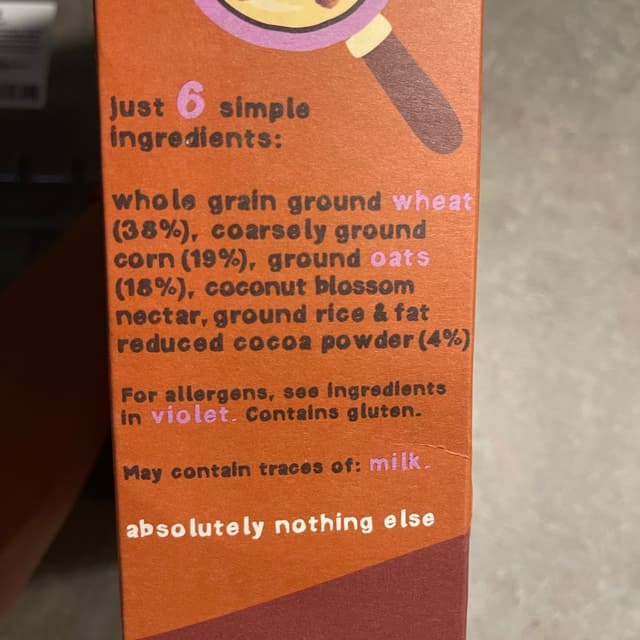 just 6 simple
ingredients:
whole grain ground wheat
(38%), coarsely ground
corn (19%), ground oats
(18%), coconut blossom
nectar, ground rice & fat
reduced cocoa powder (4%)
For allergens, see ingredients
in violet. Contains gluten.
May contain traces of: milk.
absolutely nothing else